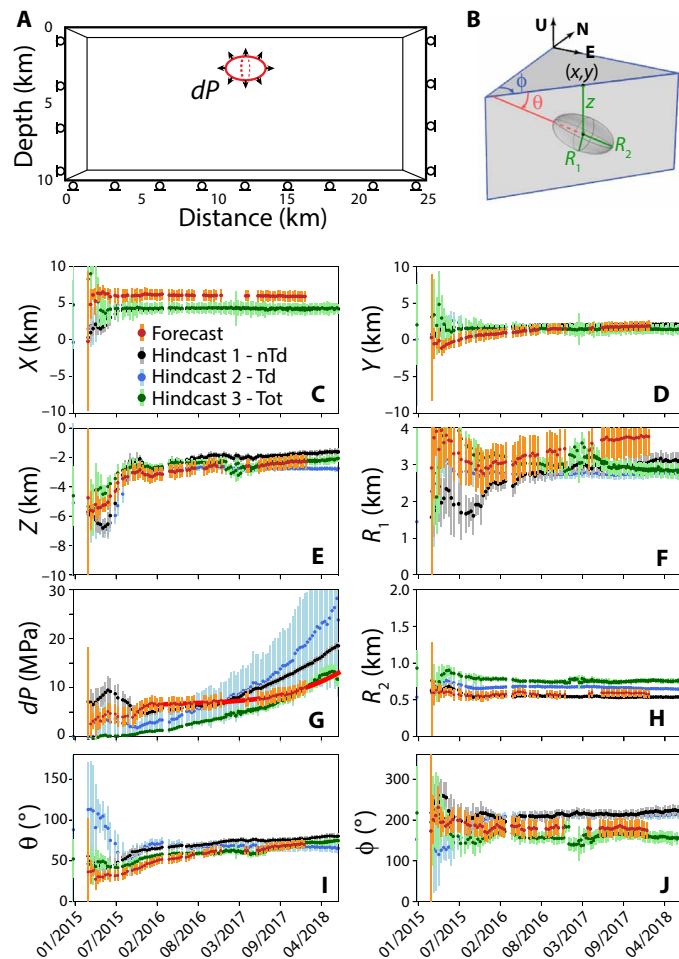 A
0
Depth (km)
5
10
dP
0
5
10
15
20
25
Distance (km)
B
U
N
E
(x,y)
ϕ
θ
z
R1
R2
10
5
0
−5
−10
X (km)
Forecast
Hindcast 1 - nTd
Hindcast 2 - Td
Hindcast 3 - Tot
C
10
5
0
−5
−10
Y (km)
D
0
−2
−4
−6
−8
−10
Z (km)
E
4
3
2
1
0
R1 (km)
F
30
20
10
0
dP (MPa)
G
1.5
1.0
0.5
0.0
R2 (km)
H
150
100
50
0
θ (°)
I
300
200
100
0
ϕ (°)
J
01/2015
07/2015
02/2016
08/2016
03/2017
09/2017
04/2018
01/2015
07/2015
02/2016
08/2016
03/2017
09/2017
04/2018